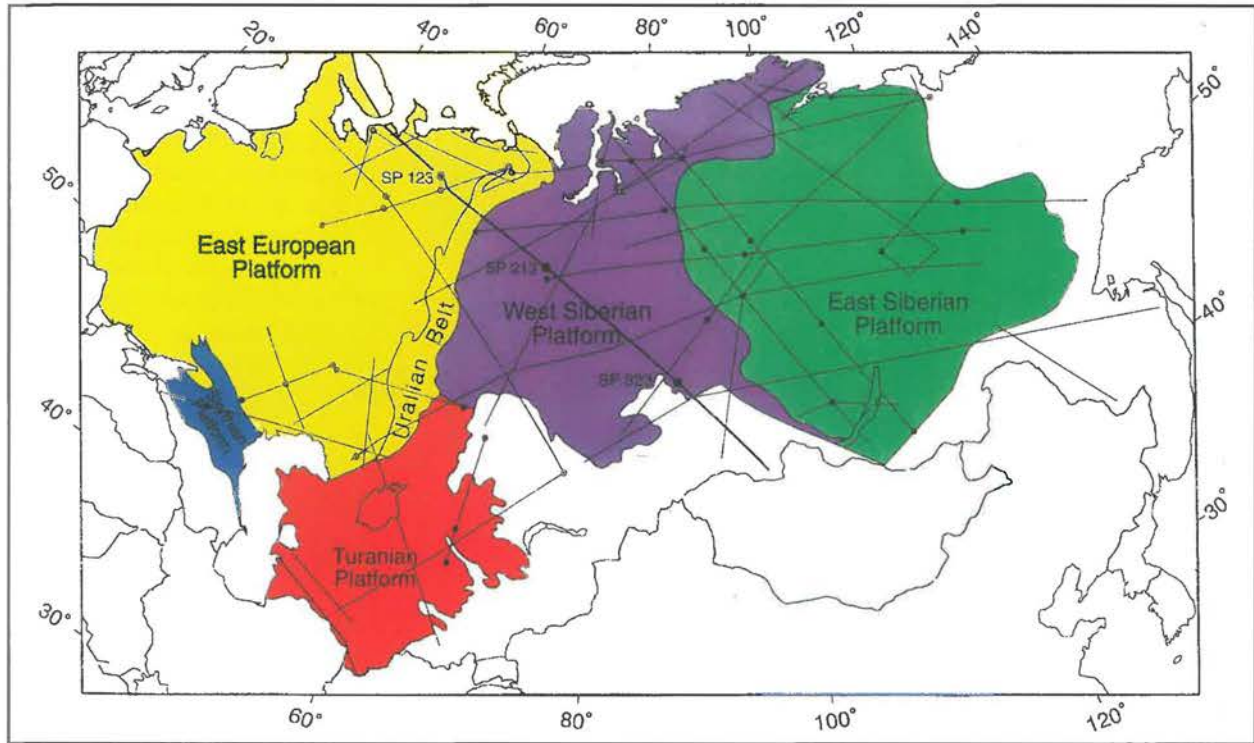 20° 40° 60° 80° 100° 120° 140°
50°
50°
SP 123
East European
Platform
SP 213
West Siberian
Platform
East Siberian
Platform
40°
Uralian Belt
SP 323
40°
30°
Turanian
Platform
30°
60° 80° 100° 120°